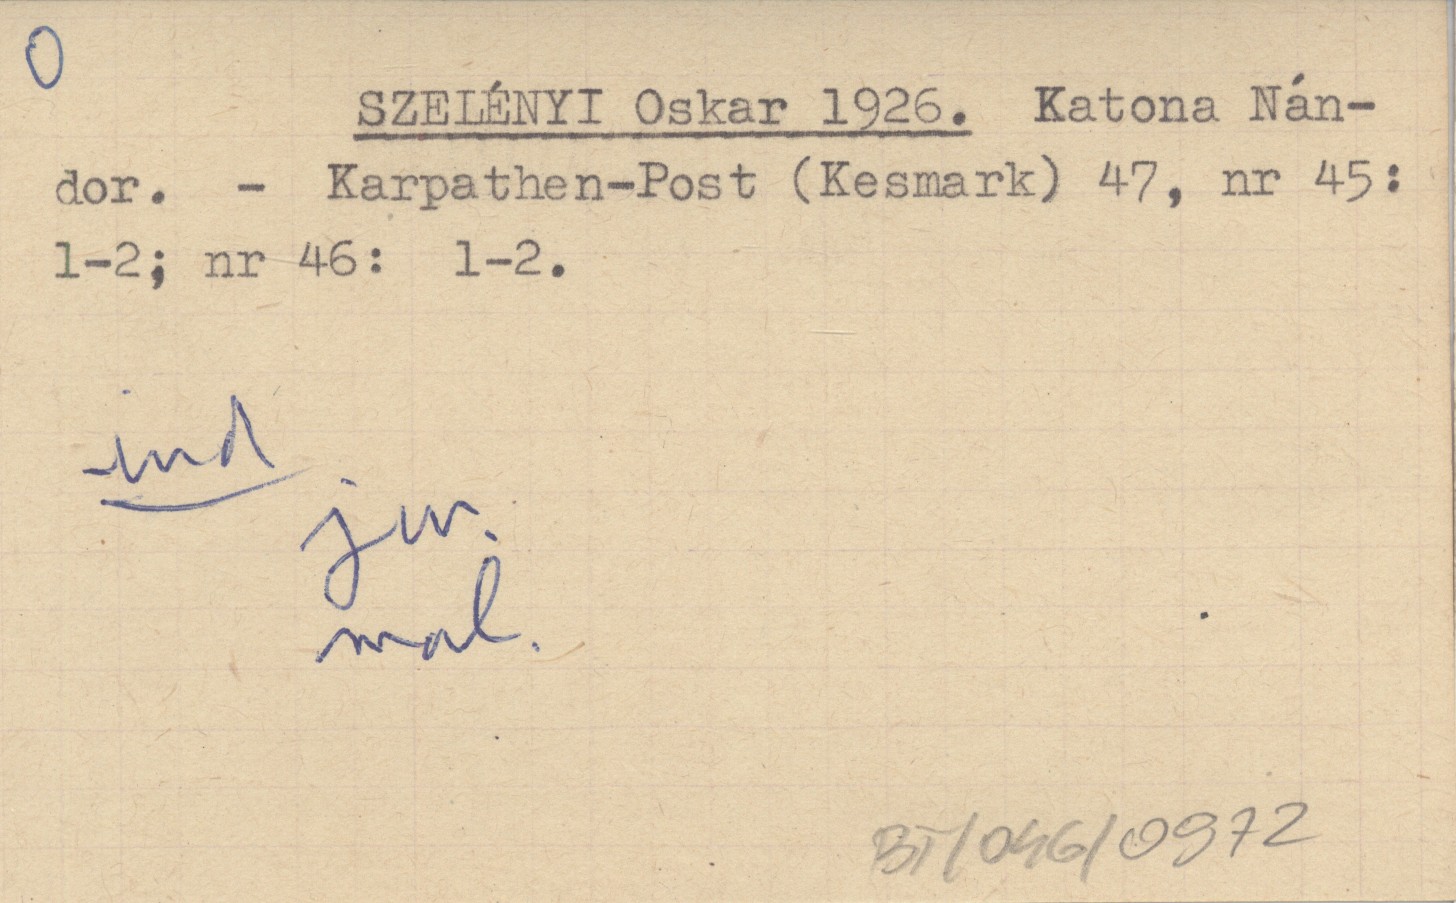 O
SZELÉNYI Oskar 1926. Katona Nán-
dor. - Karpathen-Post (Kesmark) 47, nr 45:
1-2; nr 46: 1-2.
ind
jw.
mal.
BT/046/0972